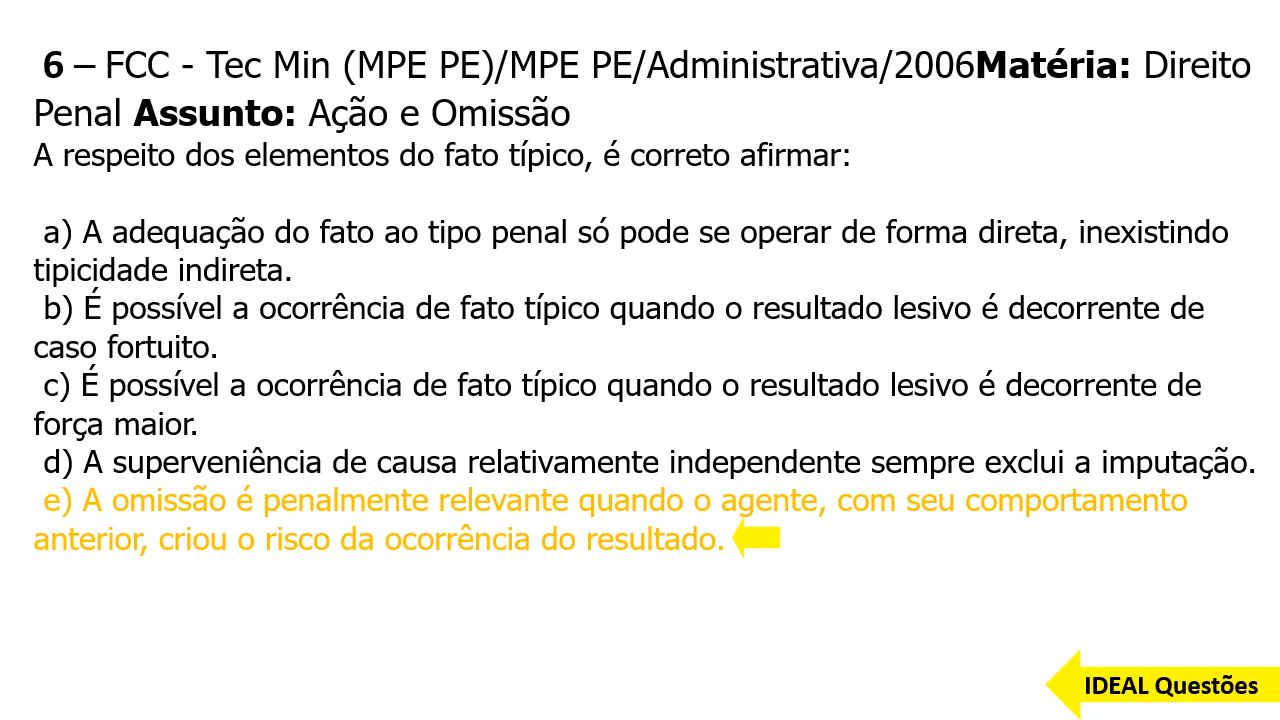 6 – FCC - Tec Min (MPE PE)/MPE PE/Administrativa/2006Matéria: Direito
Penal Assunto: Ação e Omissão
A respeito dos elementos do fato típico, é correto afirmar:
a) A adequação do fato ao tipo penal só pode se operar de forma direta, inexistindo
tipicidade indireta.
b) É possível a ocorrência de fato típico quando o resultado lesivo é decorrente de
caso fortuito.
c) É possível a ocorrência de fato típico quando o resultado lesivo é decorrente de
força maior.
d) A superveniência de causa relativamente independente sempre exclui a imputação.
e) A omissão é penalmente relevante quando o agente, com seu comportamento
anterior, criou o risco da ocorrência do resultado.
IDEAL Questões